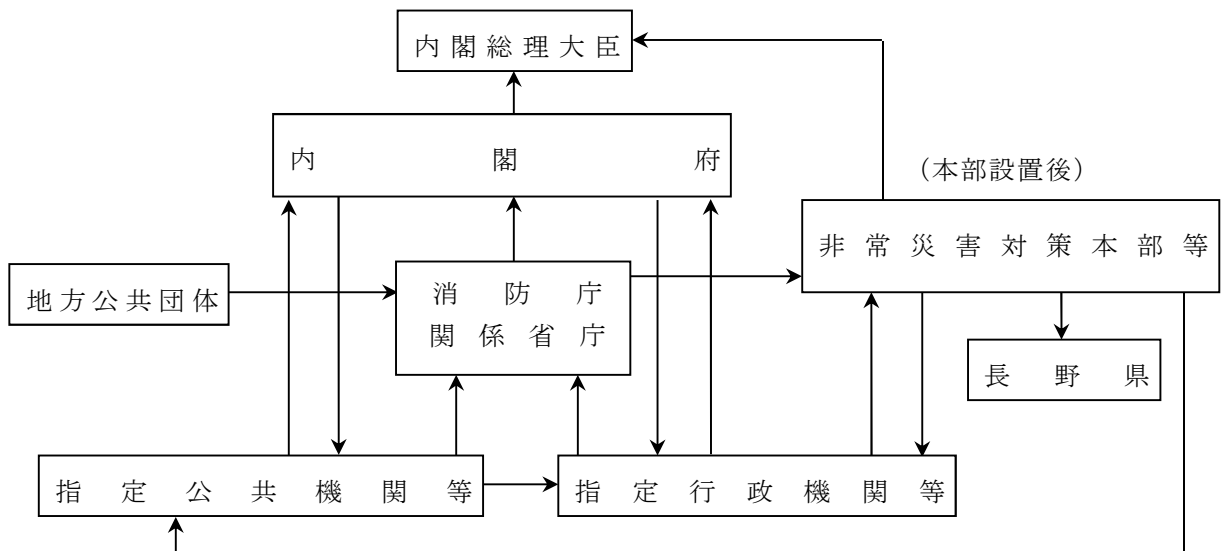 内閣総理大臣
内閣府
（本部設置後）
非常災害対策本部等
地方公共団体
消防庁
関係省庁
長野県
指定公共機関等
指定行政機関等